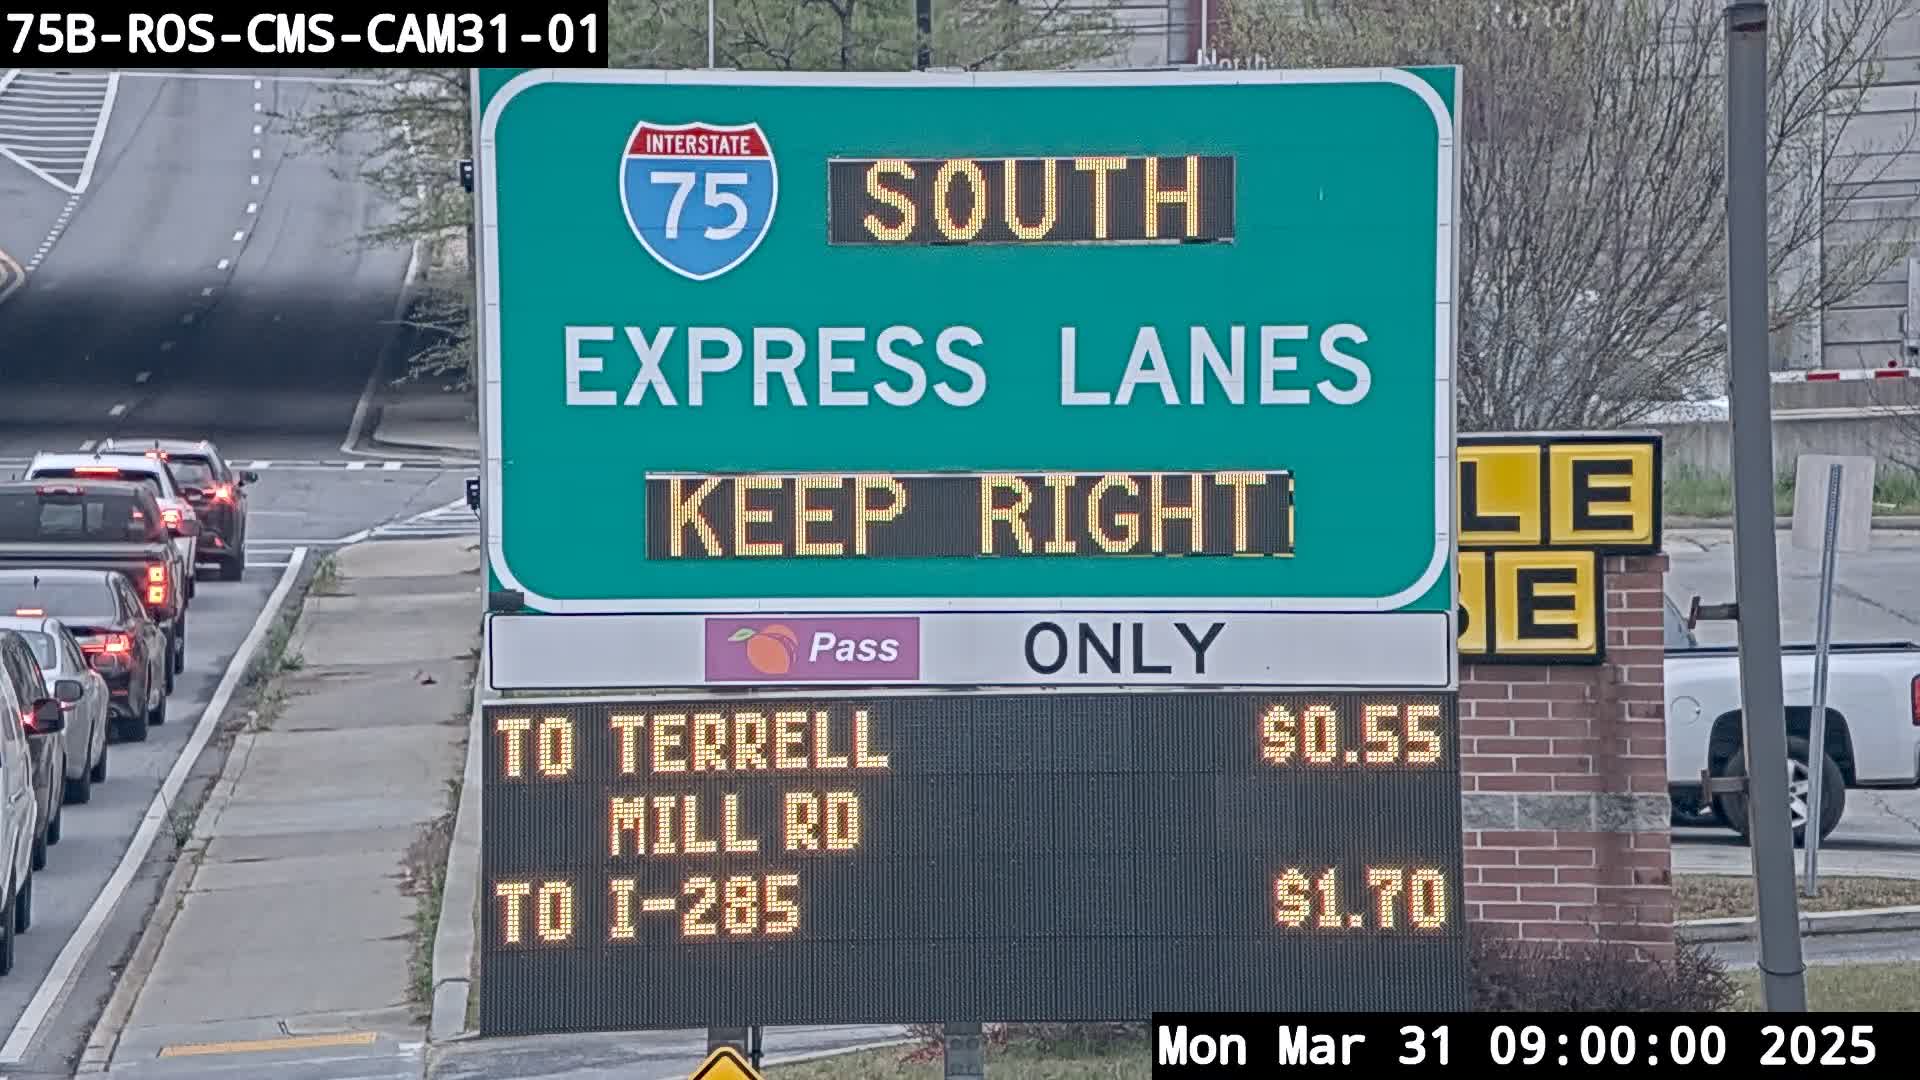 75B-ROS-CMS-CAM31-01
INTERSTATE
75
SOUTH
EXPRESS LANES
KEEP RIGHT
Pass ONLY
TO TERRELL $0.55
MILL RD
TO I-285 $1.70
LE
E
Mon Mar 31 09:00:00 2025